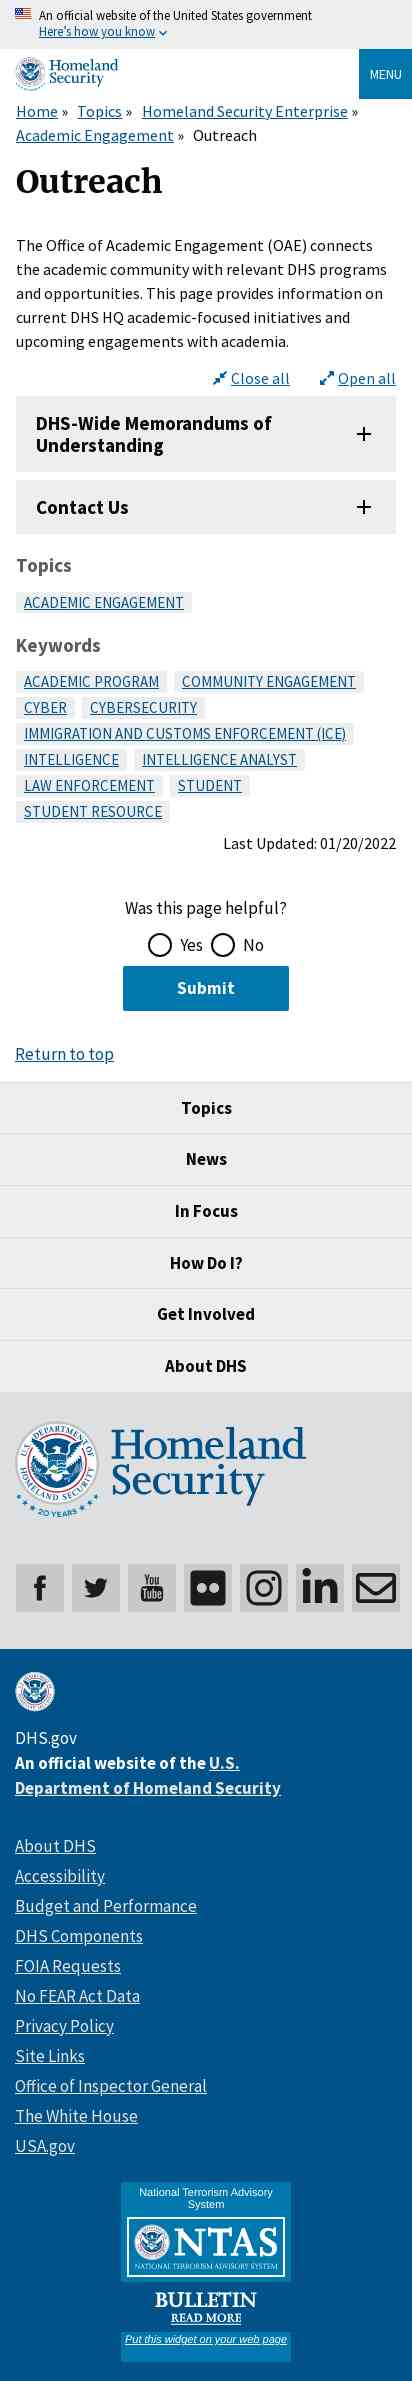 An official website of the United States government
Here's how you know
Homeland
Security
MENU
Home » Topics » Homeland Security Enterprise »
Academic Engagement » Outreach
Outreach
The Office of Academic Engagement (OAE) connects
the academic community with relevant DHS programs
and opportunities. This page provides information on
current DHS HQ academic-focused initiatives and
upcoming engagements with academia.
Close all Open all
DHS-Wide Memorandums of
Understanding
Contact Us
Topics
ACADEMIC ENGAGEMENT
Keywords
ACADEMIC PROGRAM COMMUNITY ENGAGEMENT
CYBER CYBERSECURITY
IMMIGRATION AND CUSTOMS ENFORCEMENT (ICE)
INTELLIGENCE INTELLIGENCE ANALYST
LAW ENFORCEMENT STUDENT
STUDENT RESOURCE
Last Updated: 01/20/2022
Was this page helpful?
Yes No
Submit
Return to top
Topics
News
In Focus
How Do I?
Get Involved
About DHS
U.S. DEPARTMENT OF
HOMELAND SECURITY
20 YEARS
Homeland
Security
You
Tube
DHS.gov
An official website of the U.S.
Department of Homeland Security
About DHS
Accessibility
Budget and Performance
DHS Components
FOIA Requests
No FEAR Act Data
Privacy Policy
Site Links
Office of Inspector General
The White House
USA.gov
National Terrorism Advisory
System
NTAS
NATIONAL TERRORISM ADVISORY SYSTEM
BULLETIN
READ MORE
Put this widget on your web page